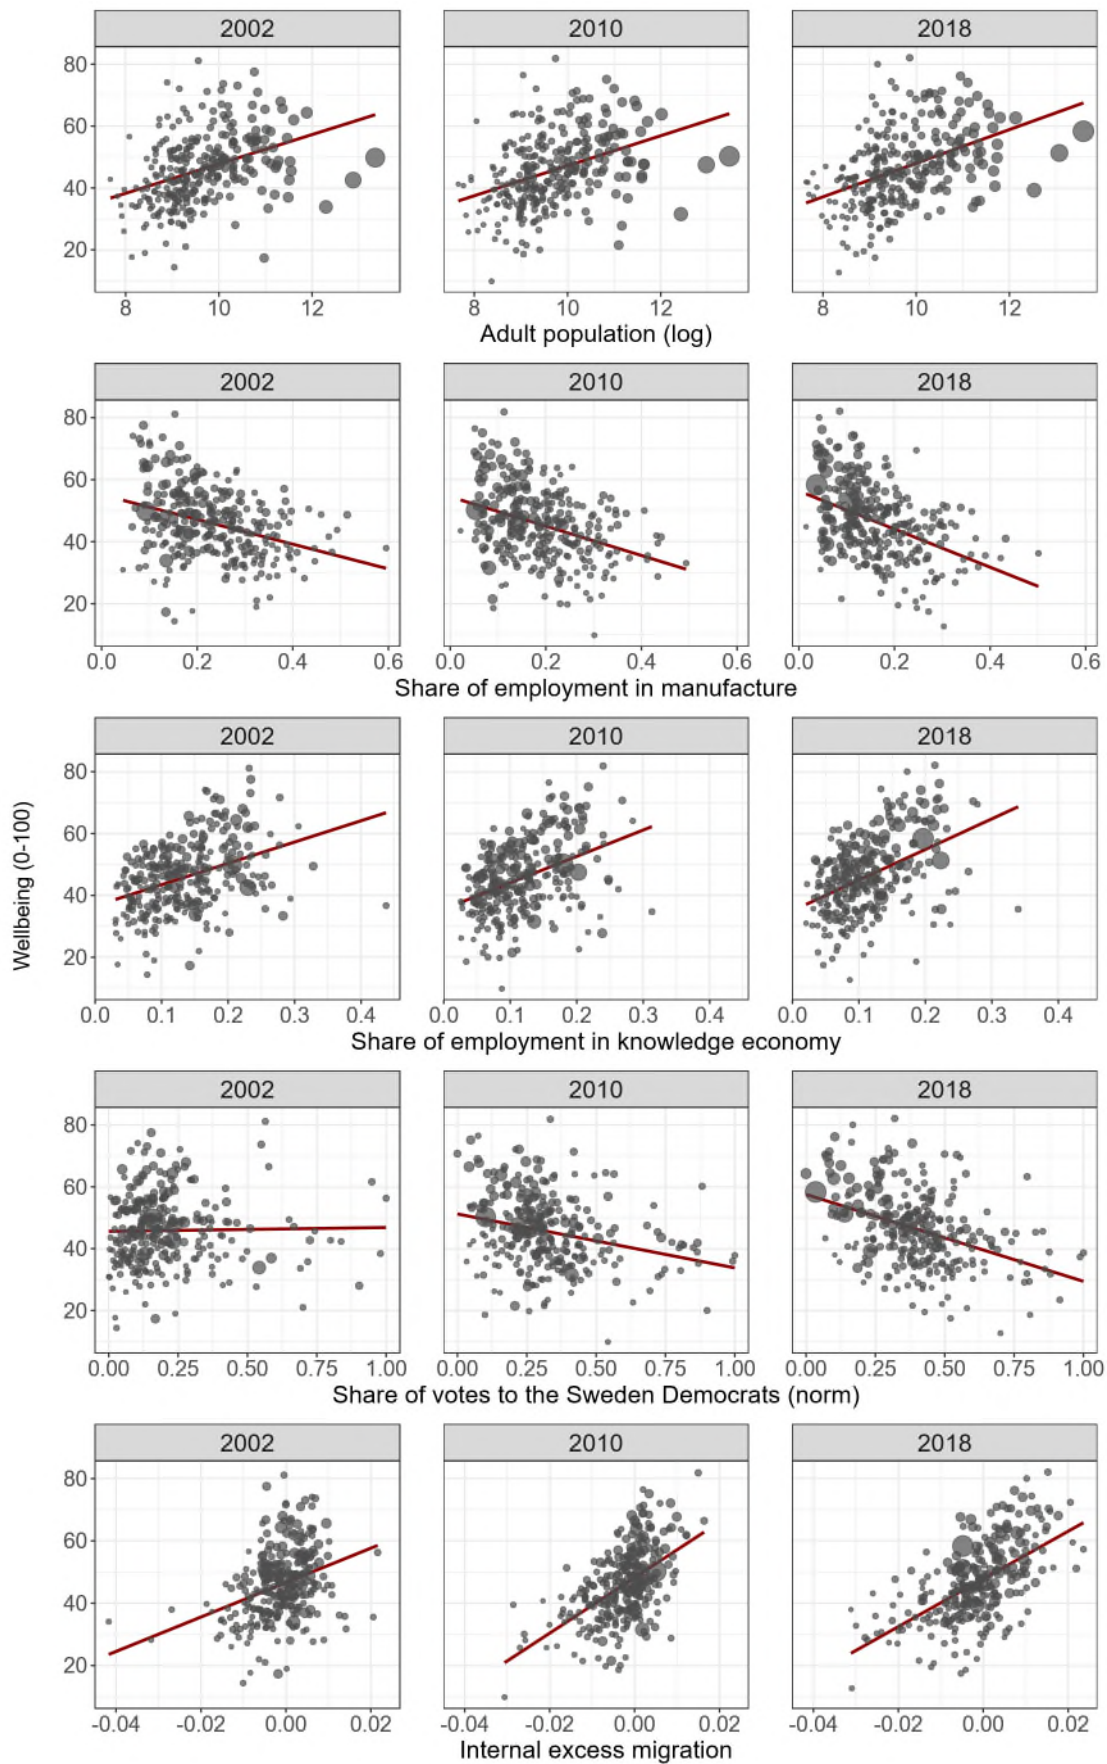 2002 2010 2018
80
60
40
20
8 10 12 8 10 12 8 10 12
Adult population (log)
2002 2010 2018
80
60
40
20
0.0 0.2 0.4 0.6 0.0 0.2 0.4 0.6 0.0 0.2 0.4 0.6
Share of employment in manufacture
Wellbeing (0-100)
2002 2010 2018
80
60
40
20
0.0 0.1 0.2 0.3 0.4 0.0 0.1 0.2 0.3 0.4 0.0 0.1 0.2 0.3 0.4
Share of employment in knowledge economy
2002 2010 2018
80
60
40
20
0.00 0.25 0.50 0.75 1.00 0.00 0.25 0.50 0.75 1.00 0.00 0.25 0.50 0.75 1.00
Share of votes to the Sweden Democrats (norm)
2002 2010 2018
80
60
40
20
-0.04 -0.02 0.00 0.02 -0.04 -0.02 0.00 0.02 -0.04 -0.02 0.00 0.02
Internal excess migration